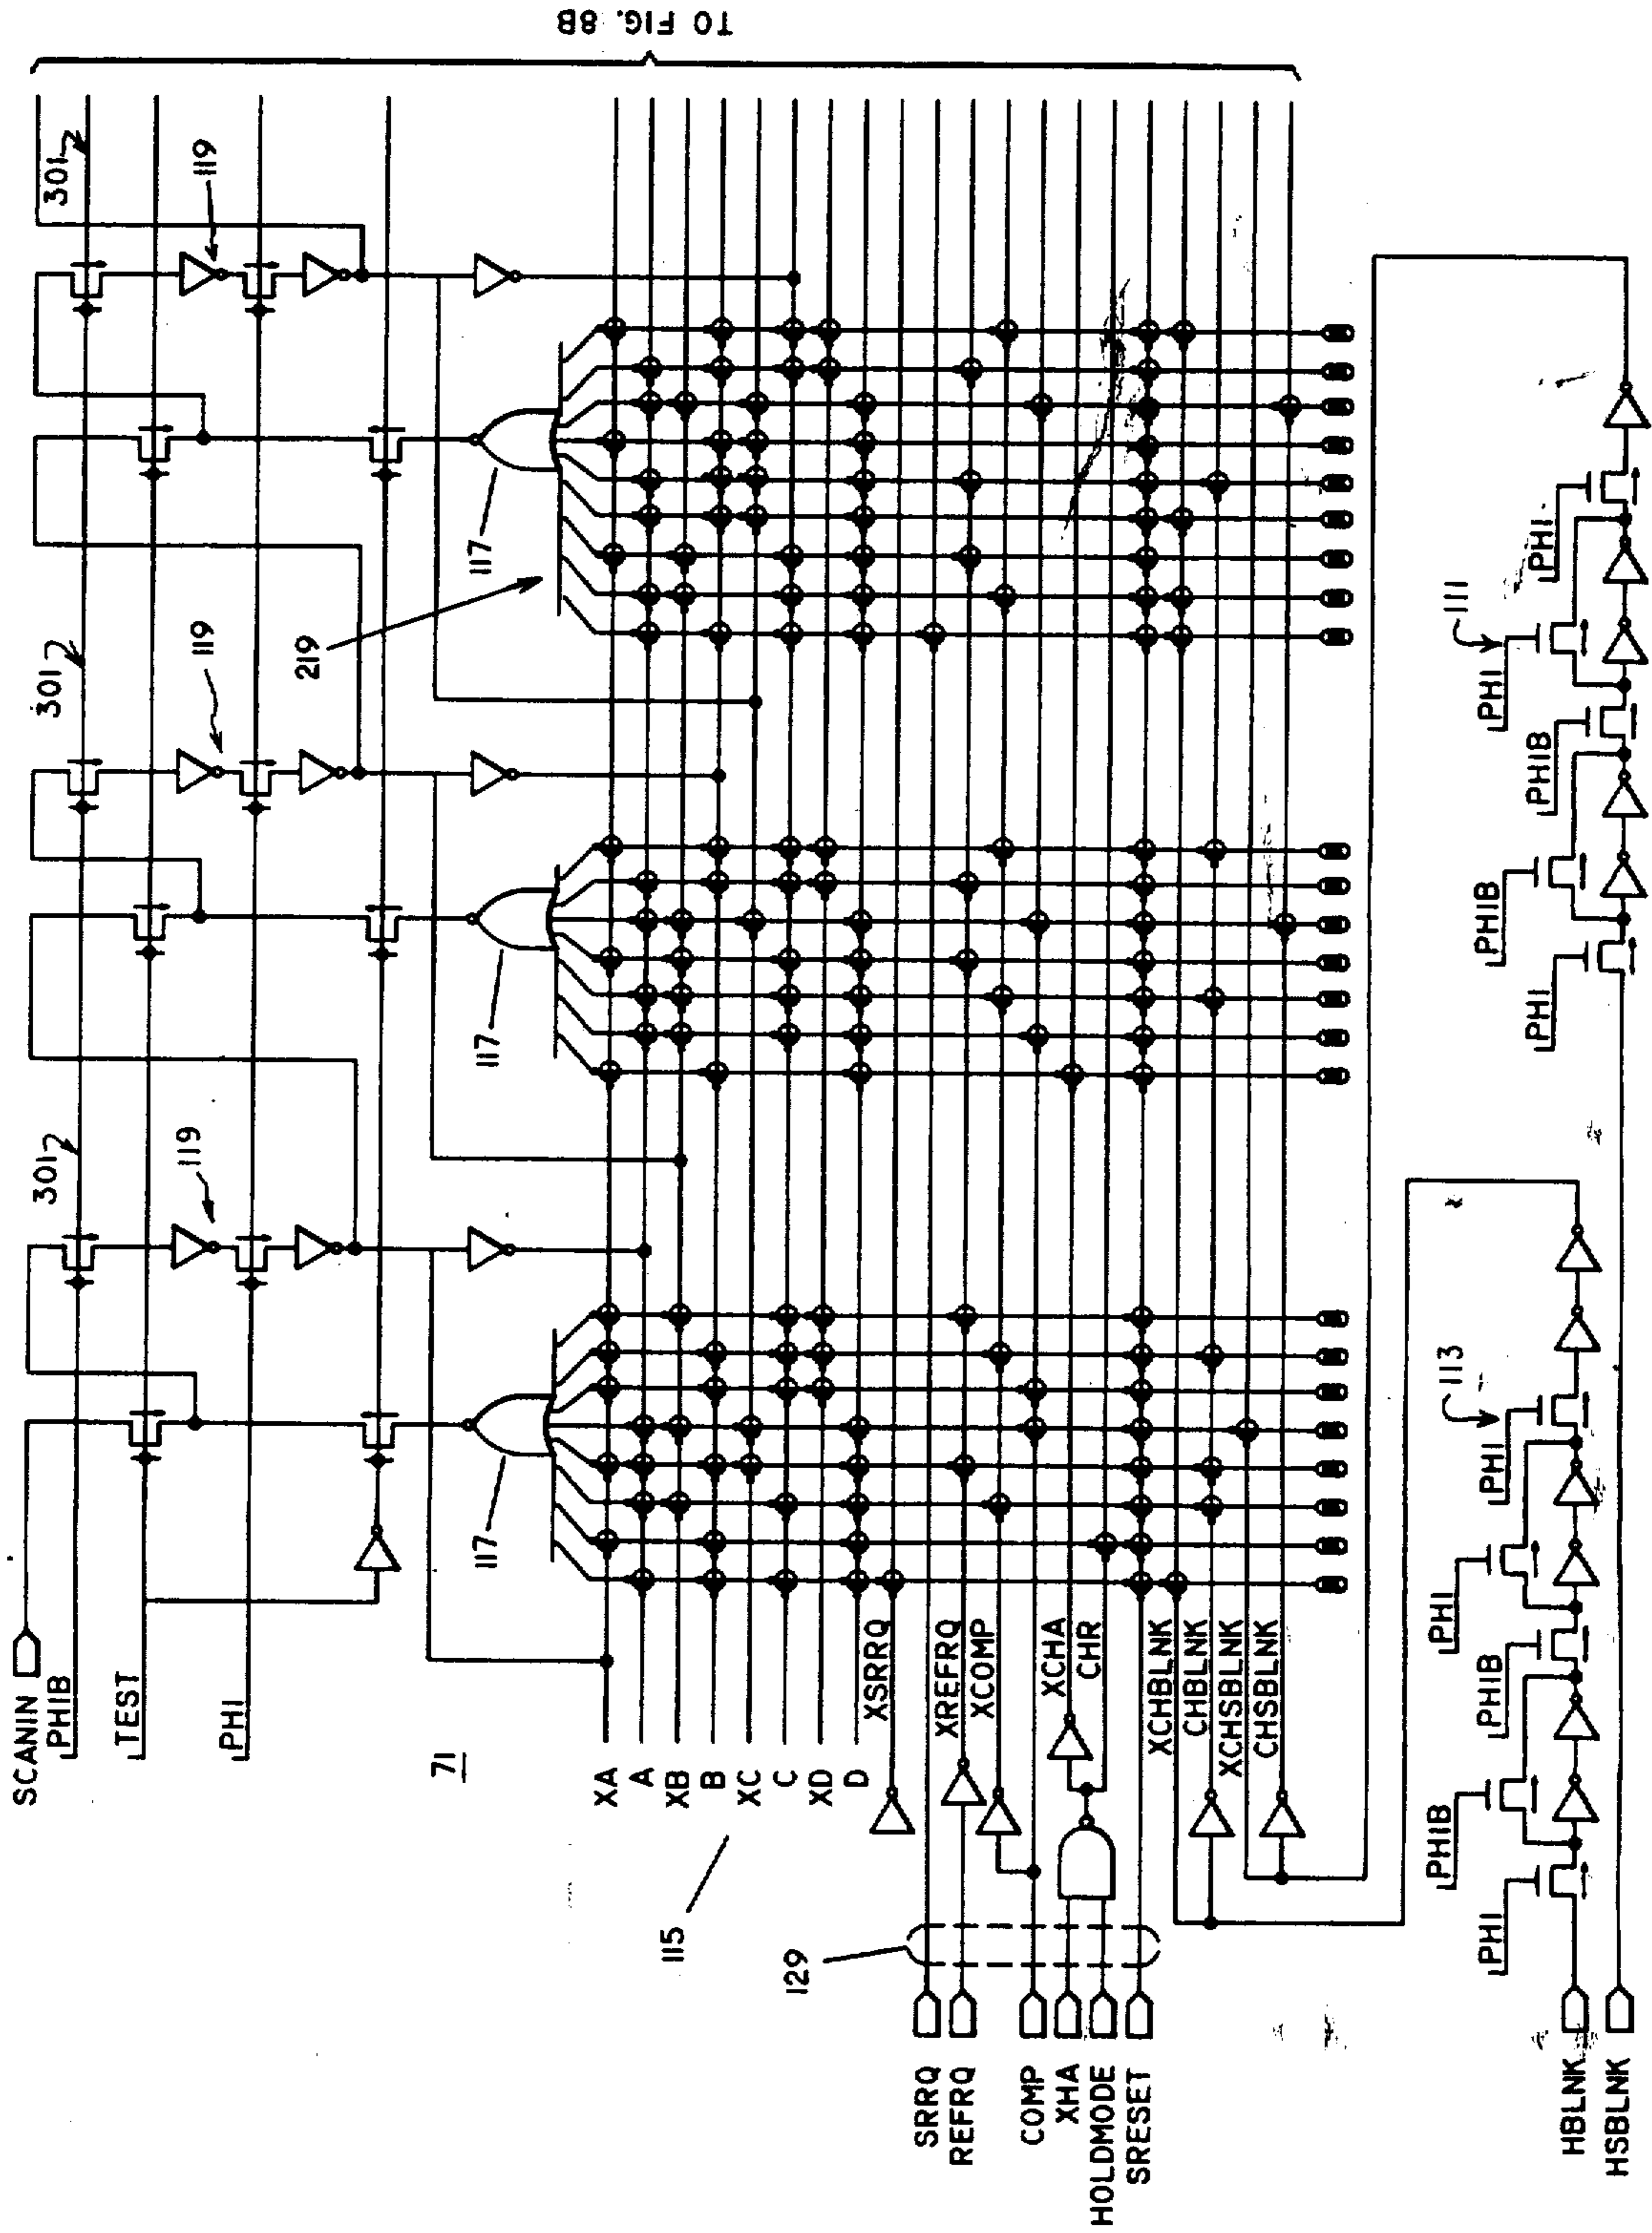 TO FIG. 8B
301
119
301
119
301
119
SCANIN
PHIB
TEST
PHI
71
117
117
117
219
XA
A
XB
B
XC
C
XD
D
XSRRQ
XREFRQ
XCOMP
XCHA
CHR
XCHBLNK
CHBLNK
XCHSBLNK
CHSBLNK
115
129
SRRQ
REFRQ
COMP
XHA
HOLDMODE
SRESET
HBLNK
HSBLNK
PHI
PHIB
PHIB
PHI
PHI
113
PHI
PHIB
PHIB
PHI
111
PHI